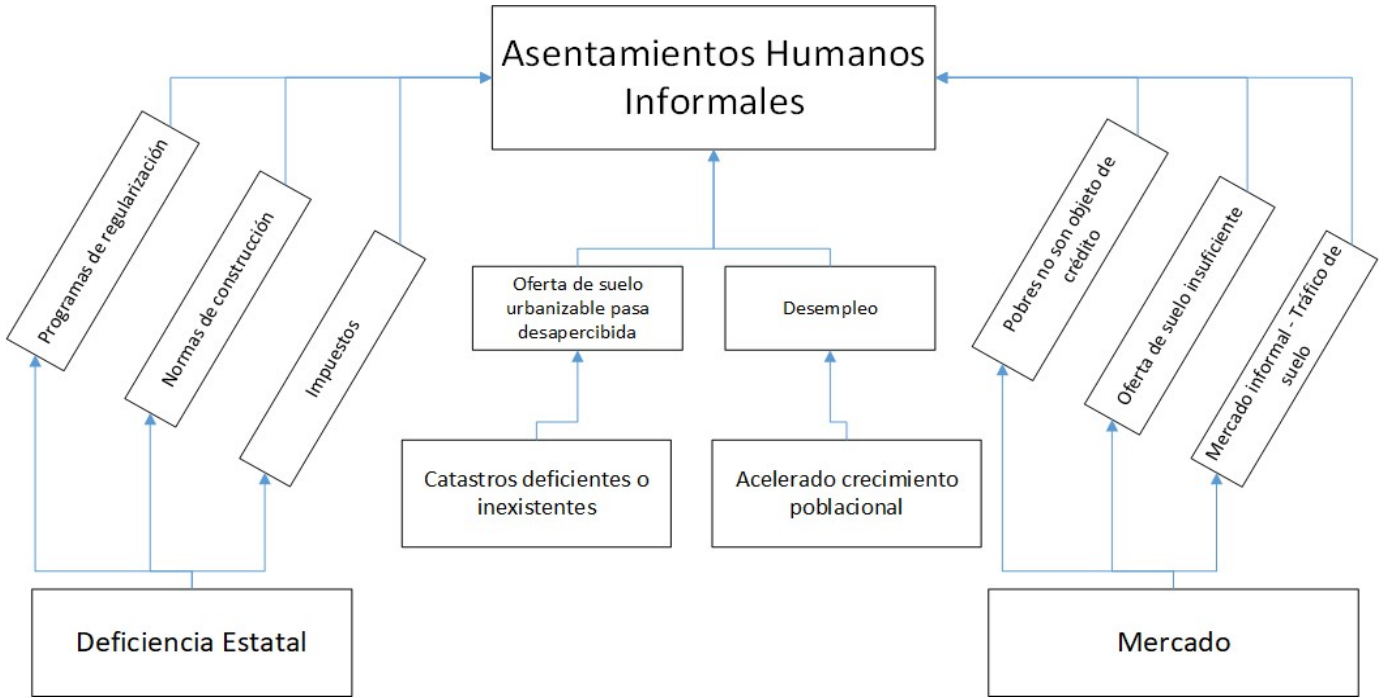 Asentamientos Humanos
Informales
Programas de regularización
Normas de construcción
Impuestos
Oferta de suelo
urbanizable pasa
desapercibida
Desempleo
Pobres no son objeto de
crédito
Oferta de suelo insuficiente
Mercado informal - Tráfico de
suelo
Catastros deficientes o
inexistentes
Acelerado crecimiento
poblacional
Deficiencia Estatal
Mercado